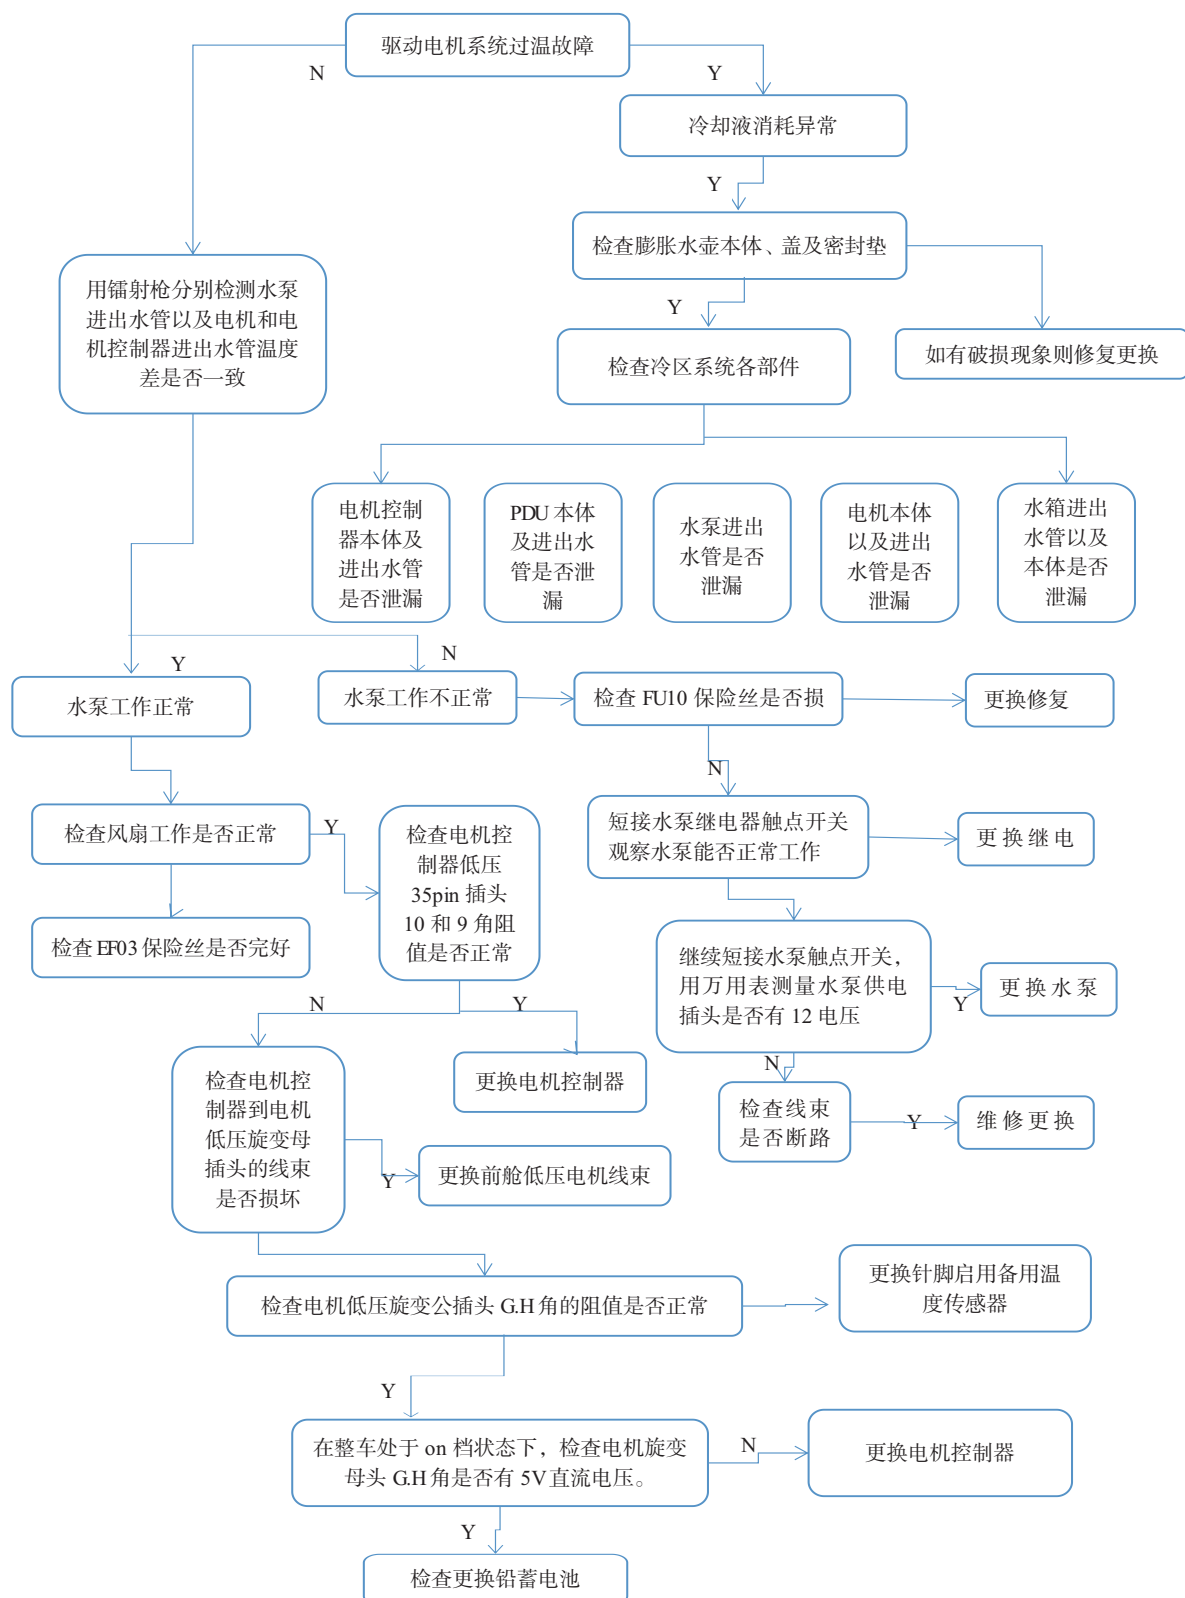 驱动电机系统过温故障
N
Y
冷却液消耗异常
Y
检查膨胀水壶本体、盖及密封垫
用镭射枪分别检测水泵
进出水管以及电机和电
机控制器进出水管温度
差是否一致
Y
检查冷区系统各部件
如有破损现象则修复更换
电机控制
器本体及
进出水管
是否泄漏
PDU 本体
及进出水
管是否泄
漏
水泵进出
水管是否
泄漏
电机本体
以及进出
水管是否
泄漏
水箱进出
水管以及
本体是否
泄漏
Y
N
水泵工作正常
水泵工作不正常
检查 FU10 保险丝是否损
更换修复
N
检查风扇工作是否正常
Y
检查电机控
制器低压
35pin 插头
10 和 9 角阻
值是否正常
短接水泵继电器触点开关
观察水泵能否正常工作
更换继电
检查 EF03 保险丝是否完好
继续短接水泵触点开关，
用万用表测量水泵供电
插头是否有 12 电压
Y
更换水泵
N
Y
更换电机控制器
N
检查线束
是否断路
Y
维修更换
检查电机控
制器到电机
低压旋变母
插头的线束
是否损坏
Y
更换前舱低压电机线束
检查电机低压旋变公插头 G.H 角的阻值是否正常
更换针脚启用备用温
度传感器
Y
在整车处于 on 档状态下，检查电机旋变
母头 G.H 角是否有 5V 直流电压。
N
更换电机控制器
Y
检查更换铅蓄电池